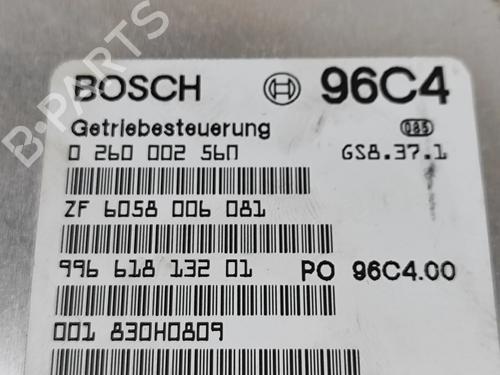 BOSCH 96C4
Getriebesteuerung 085
0 260 002 560 GS8.37.1
ZF 6058 006 081
996 618 132 01 PO 96C4.00
001 830H0809
B-PARTS